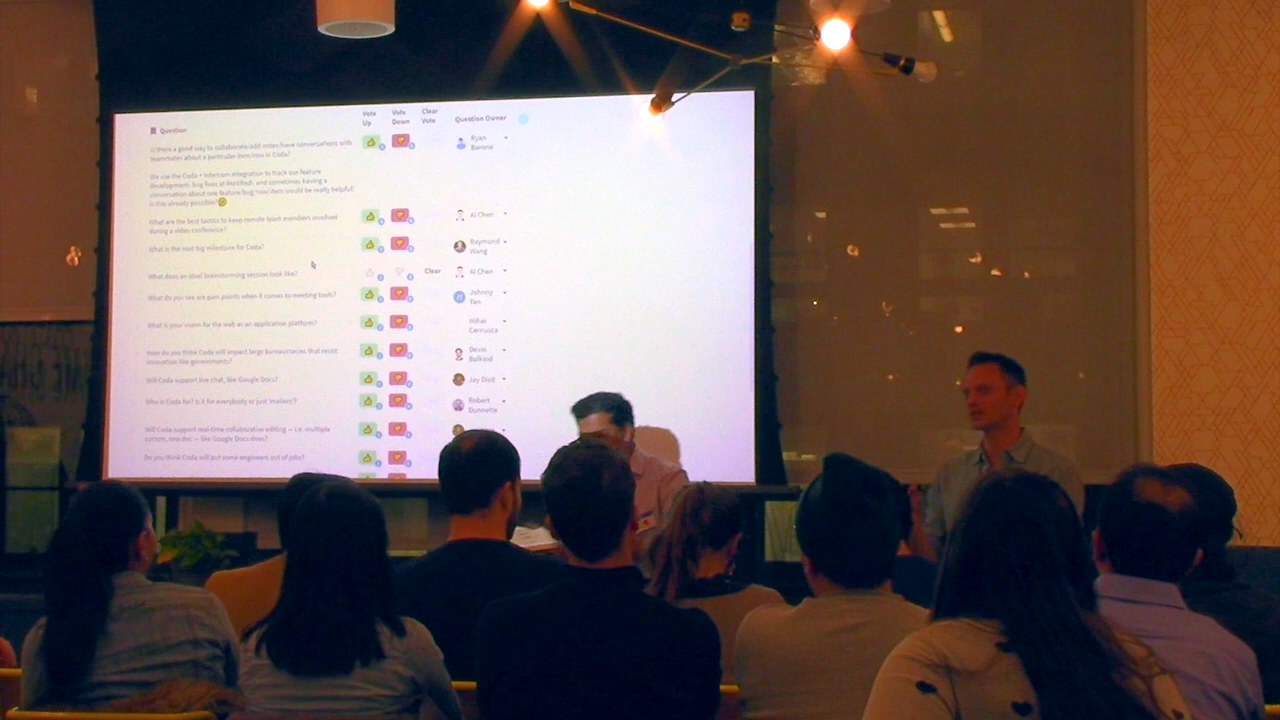 Question
Vote Up
Vote Down
Clear Vote
Question Owner
Is there a good way to collaborate/add notes/have conversations with
teammates about a particular item/row in Coda?
We use the Coda + Intercom integration to track our feature
development/bug fixes at
and sometimes having a
conversation about one feature/bug/row/item would be really helpful!
Is this already possible?
Ryan Barone
What are the best tactics to keep remote team members involved
during a video conference?
Al Chen
What is the next big milestone for Coda?
Raymond Wang
What does an ideal brainstorming session look like?
Clear
Al Chen
What do you see are pain points when it comes to meeting tools?
JT
Johnny Tan
What is your vision for the web as an application platform?
Mihai Cernusca
How do you think Coda will impact large bureaucracies that resist
innovation like governments?
Devin Balkind
Will Coda support live chat, like Google Docs?
Jay Dixit
Who is Coda for? Is it for everybody or just 'makers'?
Robert Dunnette
Will Coda support real-time collaborative editing — i.e. multiple
cursors, one doc — like Google Docs does?
Do you think Coda will put some engineers out of jobs?